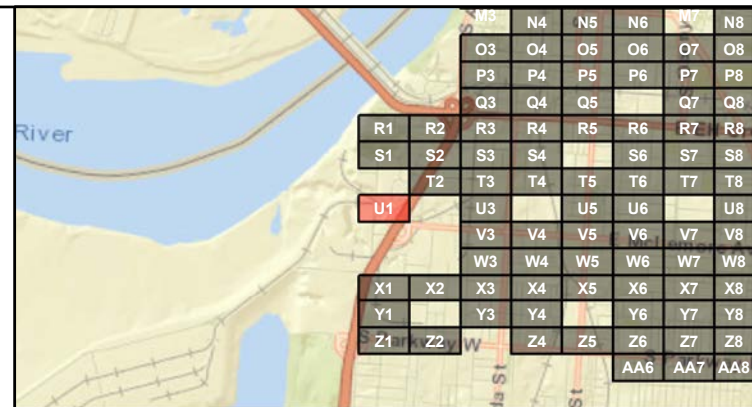 M3 N4 N5 N6 M7 N8
O3 O4 O5 O6 O7 O8
P3 P4 P5 P6 P7 P8
Q3 Q4 Q5 Q7 Q8
River
R1 R2 R3 R4 R5 R6 R7 R8
S1 S2 S3 S4 S6 S7 S8
T2 T3 T4 T5 T6 T7 T8
U1 U3 U5 U6 U8
V3 V4 V5 V6 V7 V8
W3 W4 W5 W6 W7 W8
X1 X2 X3 X4 X5 X6 X7 X8
Y1 Y3 Y4 Y6 Y7 Y8
S Parkway W
Z1 Z2 Z4 Z5 Z6 Z7 Z8
AA6 AA7 AA8
St